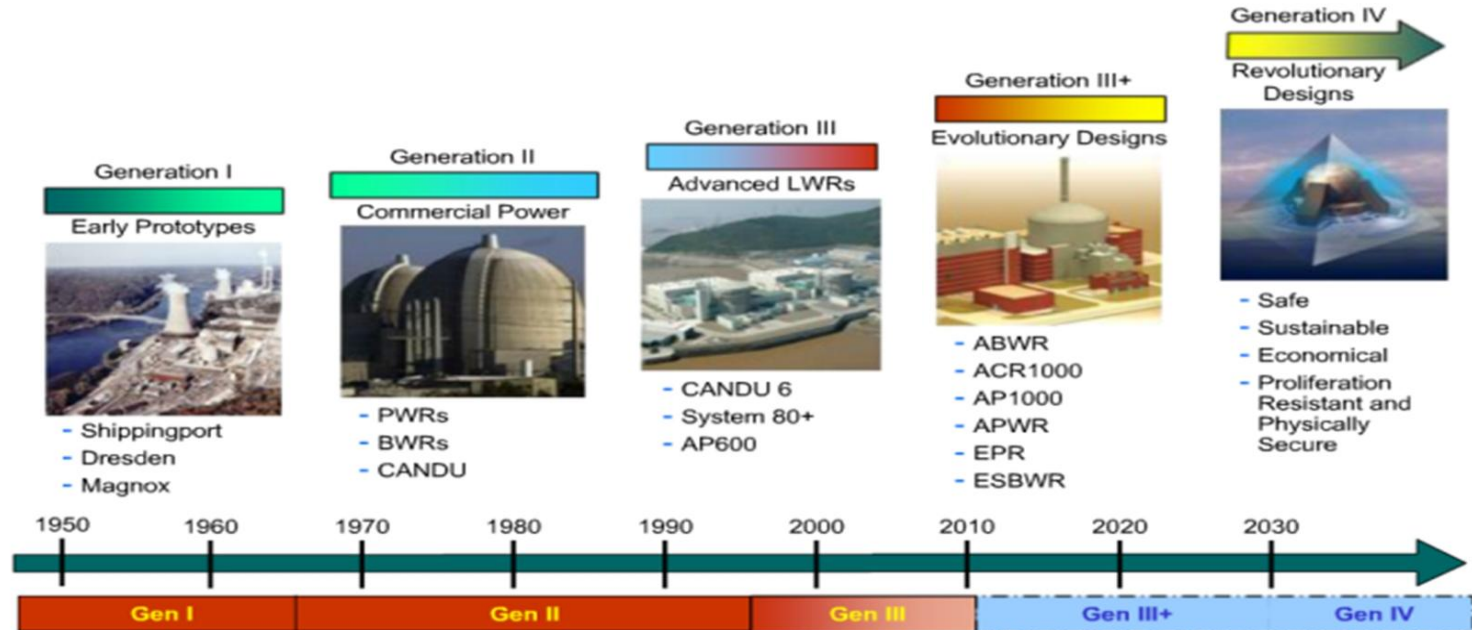 Generation I
Early Prototypes
- Shippingport
- Dresden
- Magnox
Generation II
Commercial Power
- PWRs
- BWRs
- CANDU
Generation III
Advanced LWRs
- CANDU 6
- System 80+
- AP600
Generation III+
Evolutionary Designs
- ABWR
- ACR1000
- AP1000
- APWR
- EPR
- ESBWR
Generation IV
Revolutionary
Designs
- Safe
- Sustainable
- Economical
- Proliferation
Resistant and
Physically
Secure
1950 1960 1970 1980 1990 2000 2010 2020 2030
Gen I Gen II Gen III Gen III+ Gen IV